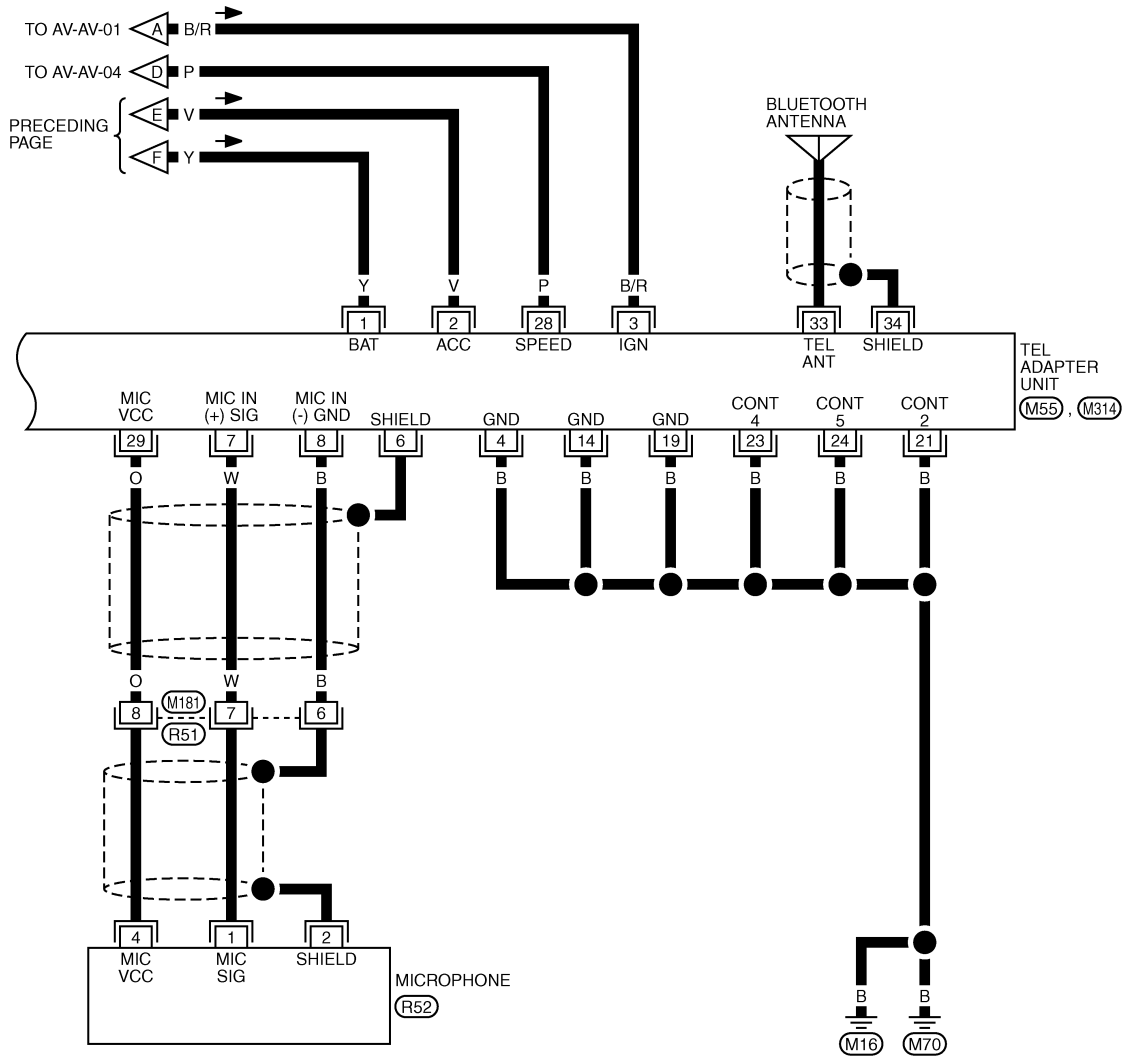 TO AV-AV-01 A B/R
TO AV-AV-04 D P
PRECEDING
PAGE
E V
F Y
BLUETOOTH
ANTENNA
Y V P B/R
1 2 28 3 33 34
BAT ACC SPEED IGN TEL
ANT SHIELD
TEL
ADAPTER
UNIT
M55 , M314
MIC
VCC
MIC IN
(+) SIG
MIC IN
(-) GND
SHIELD
GND
GND
GND
CONT
4
CONT
5
CONT
2
29 7 8 6 4 14 19 23 24 21
O W B B B B B B B
O W B
M181
8 7 6
R51
4 1 2
MIC
VCC
MIC
SIG
SHIELD
MICROPHONE
R52
B B
M16 M70